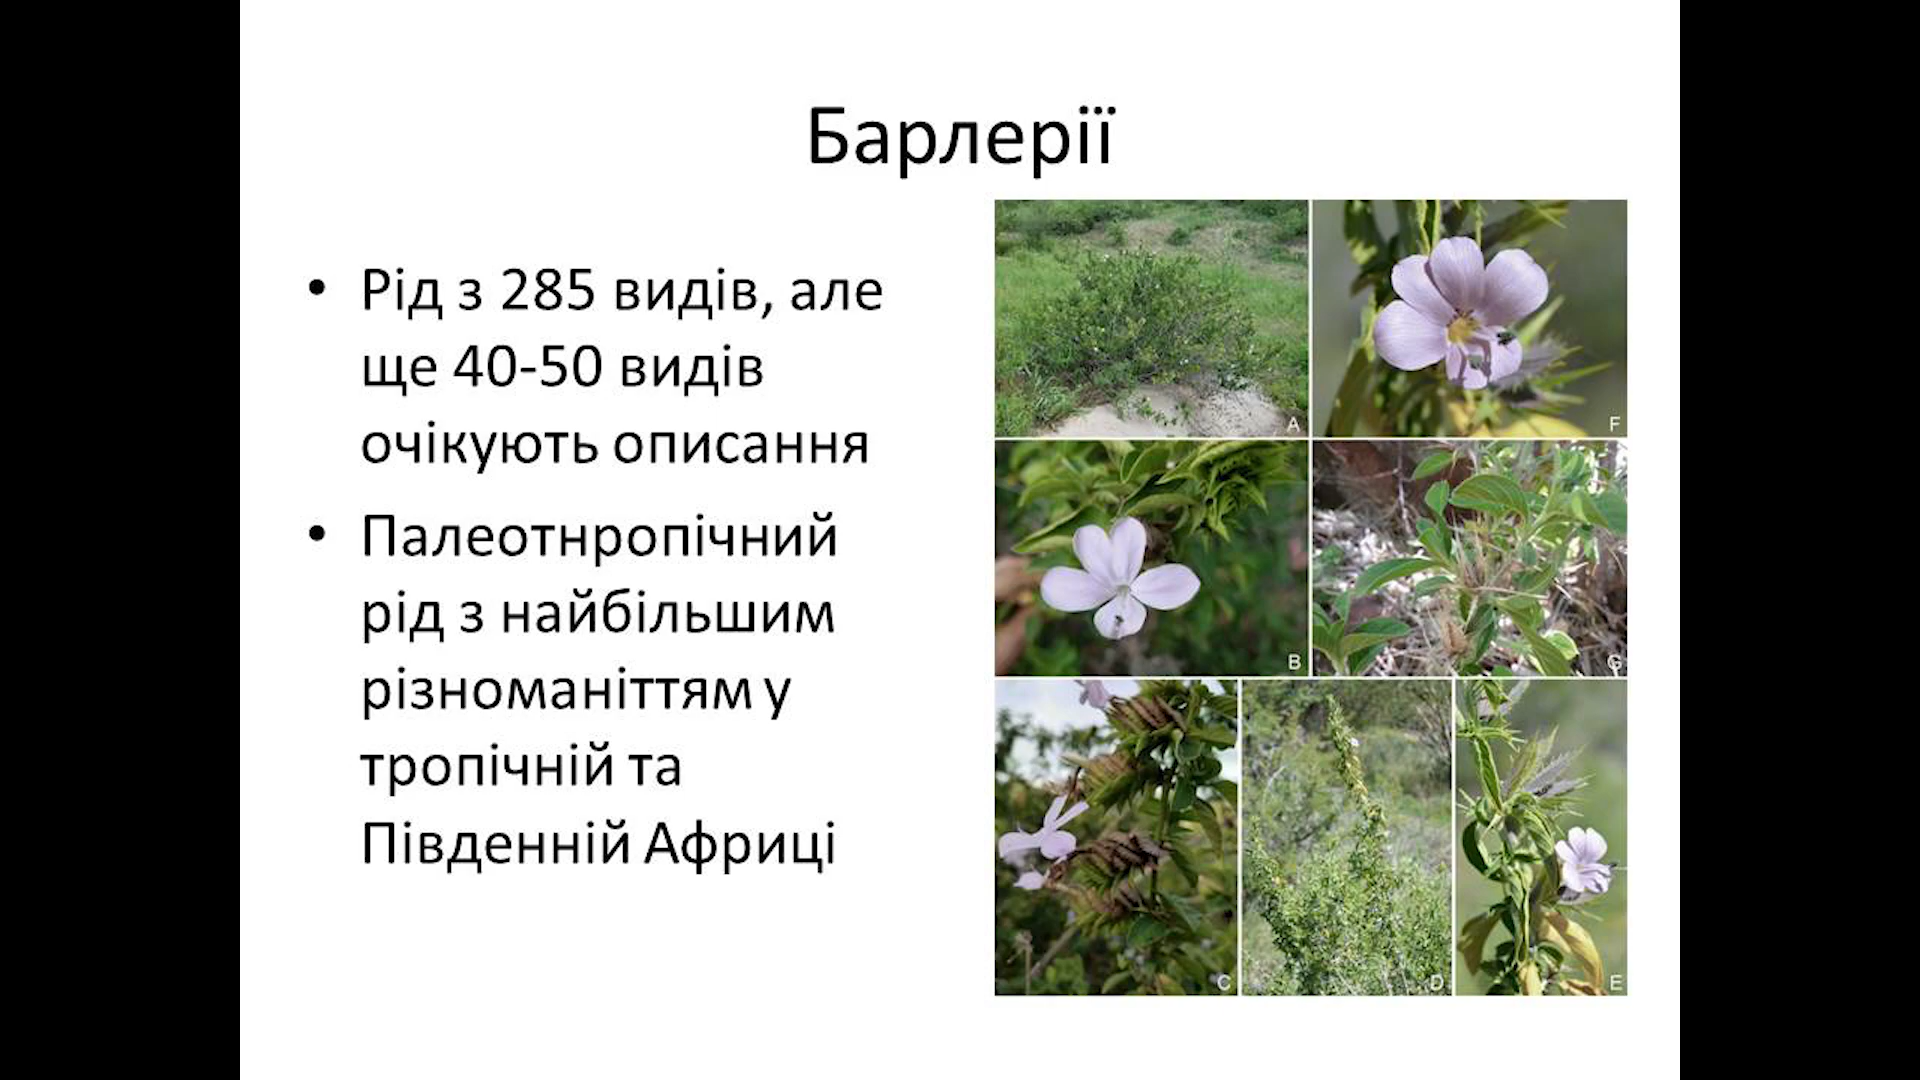 Барлерії
• Рід з 285 видів, але
ще 40-50 видів
очікують описання
• Палеотнропічний
рід з найбільшим
різноманіттям у
тропічній та
Південній Африці
A
F
B
G
C
D
E